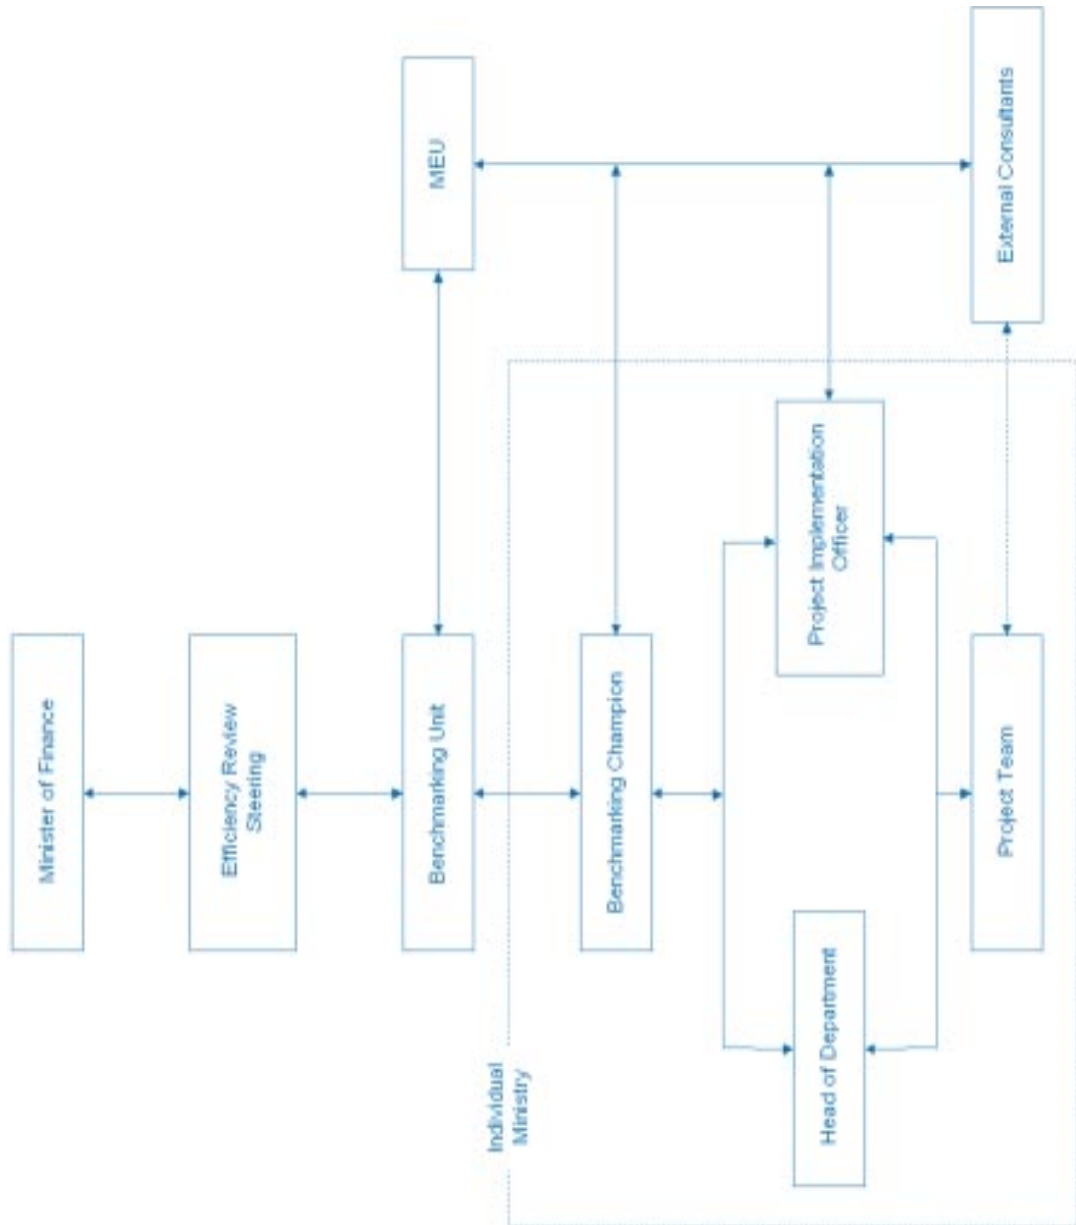 Minister of Finance
Efficiency Review
Steering
Benchmarking Unit
MEU
Individual
Ministry
Benchmarking Champion
Head of Department
Project Implementation
Officer
Project Team
External Consultants